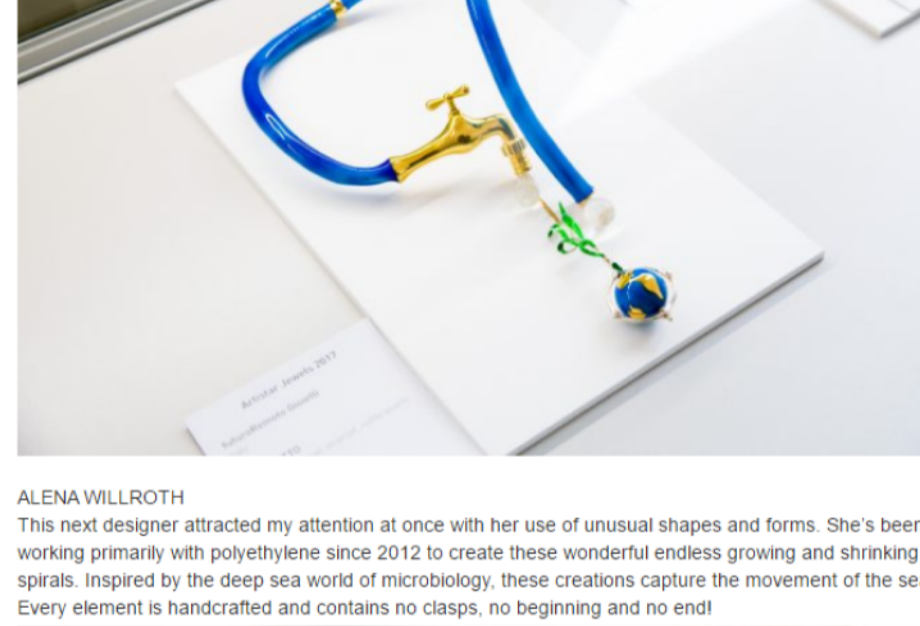 Artistar Jewels 2017
FuturoRemoto Gioielli
ALENA WILLROTH
This next designer attracted my attention at once with her use of unusual shapes and forms. She's been
working primarily with polyethylene since 2012 to create these wonderful endless growing and shrinking
spirals. Inspired by the deep sea world of microbiology, these creations capture the movement of the
Every element is handcrafted and contains no clasps, no beginning and no end!